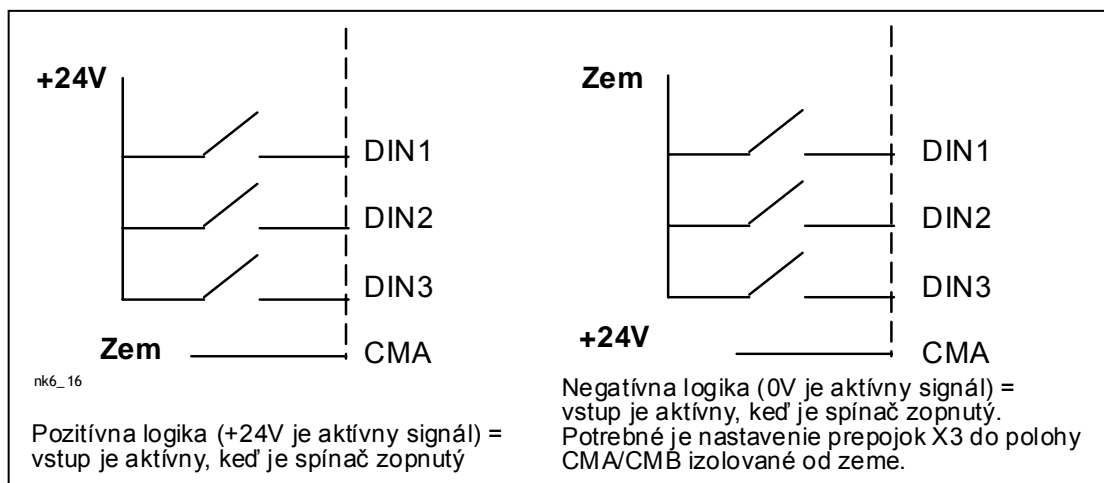 +24V
DIN1
DIN2
DIN3
Zem
CMA
nk6_16
Pozitívna logika (+24V je aktívny signál) =
vstup je aktívny, keď je spínač zopnutý
Zem
DIN1
DIN2
DIN3
+24V
CMA
Negatívna logika (0V je aktívny signál) =
vstup je aktívny, keď je spínač zopnutý.
Potrebné je nastavenie prepojok X3 do polohy
CMA/CMB izolované od zeme.